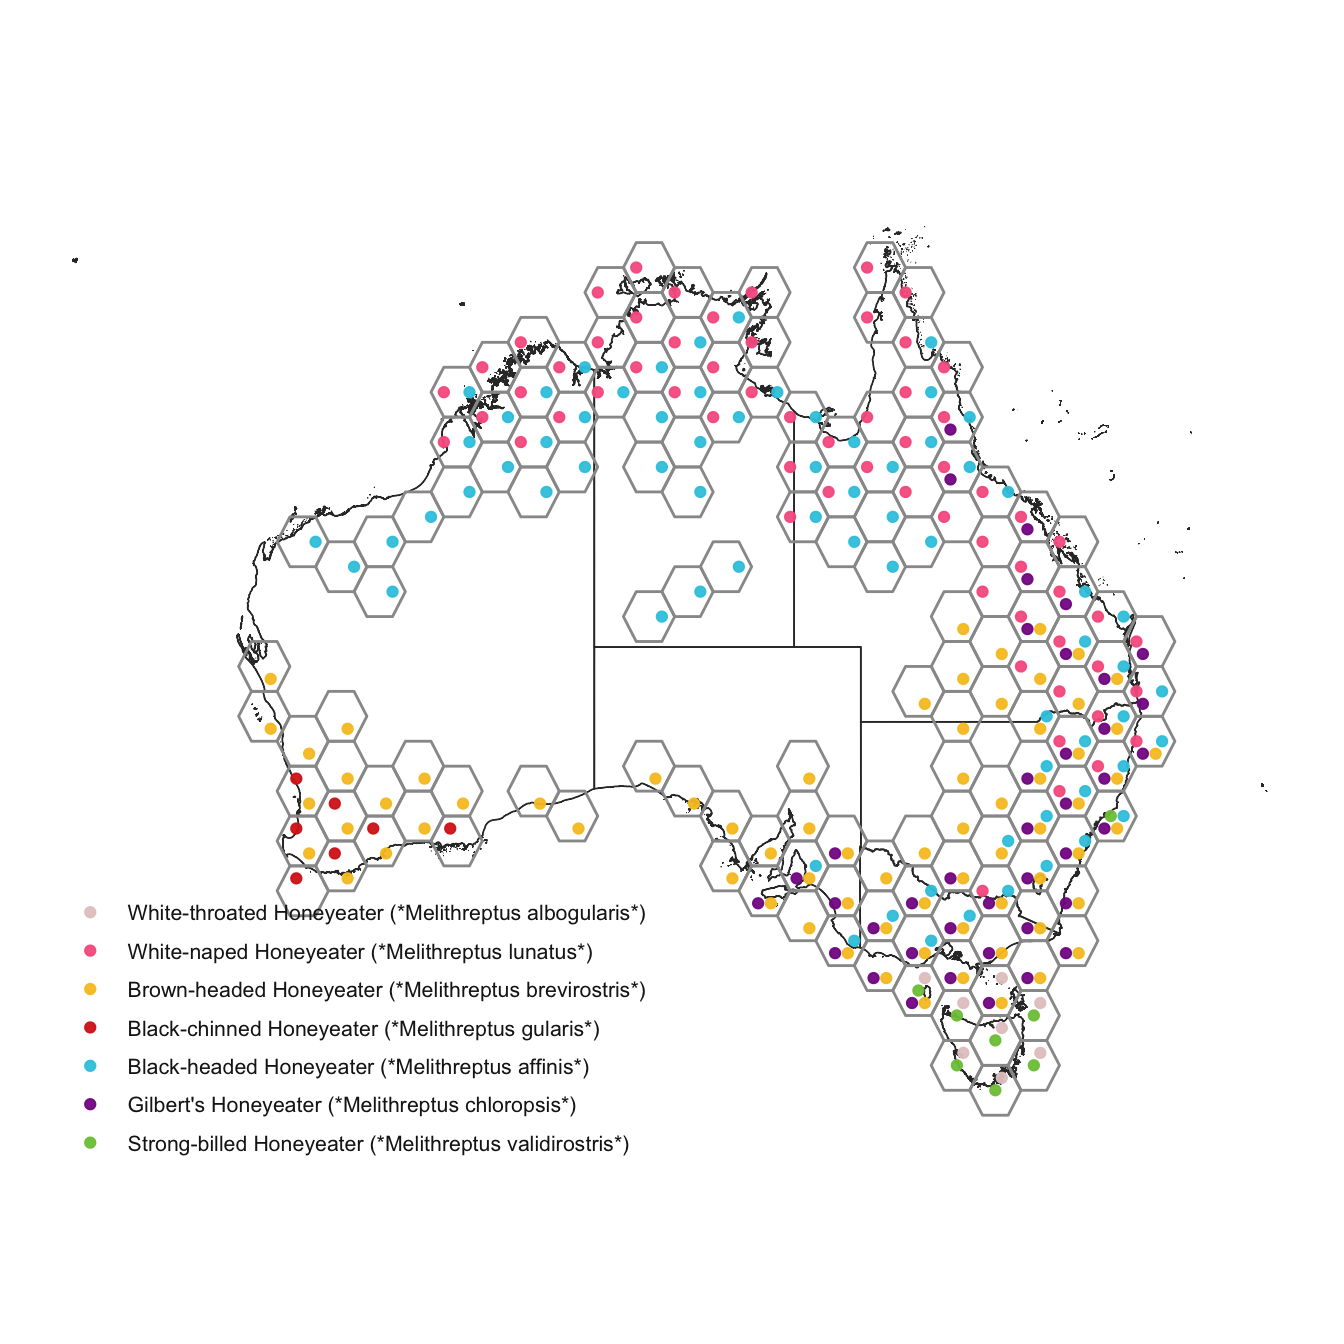 White-throated Honeyeater (*Melithreptus albogularis*)
White-naped Honeyeater (*Melithreptus lunatus*)
Brown-headed Honeyeater (*Melithreptus brevirostris*)
Black-chinned Honeyeater (*Melithreptus gularis*)
Black-headed Honeyeater (*Melithreptus affinis*)
Gilbert's Honeyeater (*Melithreptus chloropsis*)
Strong-billed Honeyeater (*Melithreptus validirostris*)